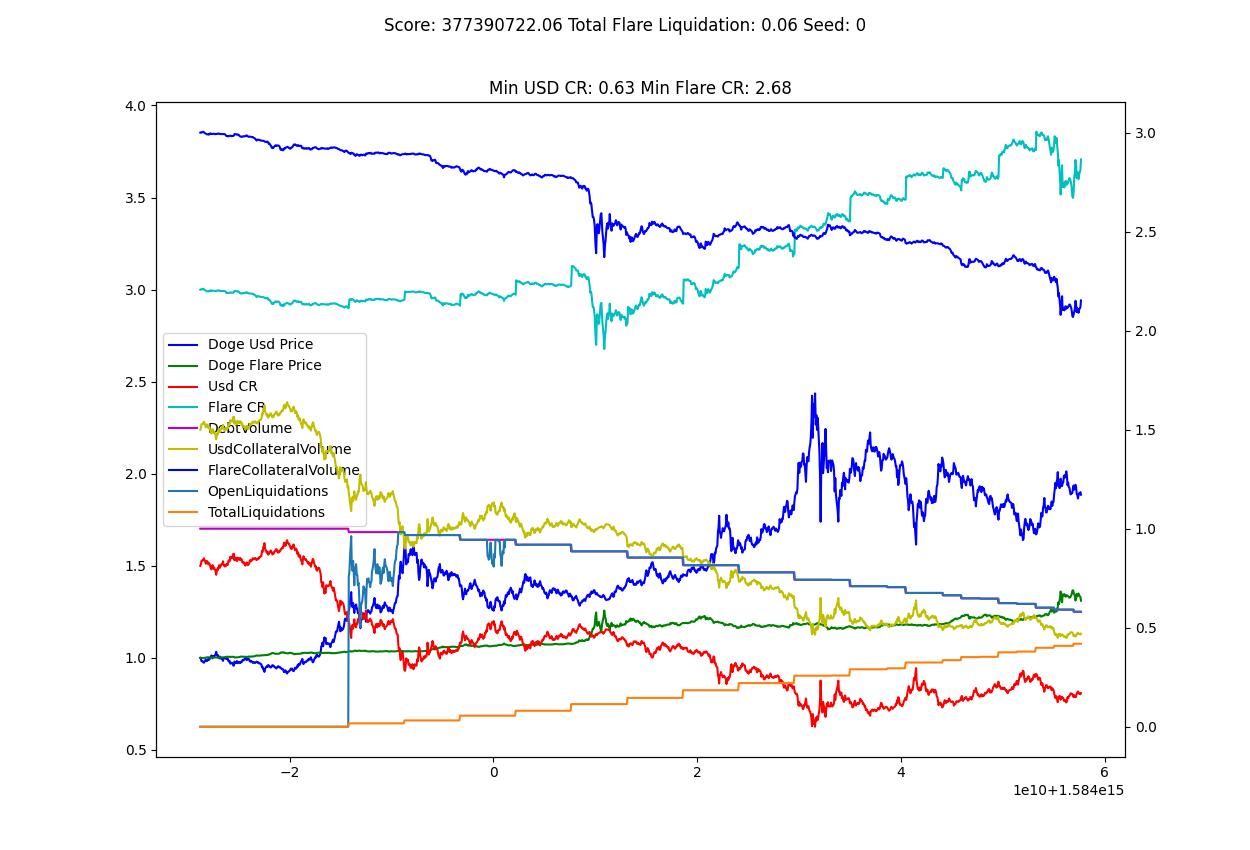 Score: 377390722.06 Total Flare Liquidation: 0.06 Seed: 0
Min USD CR: 0.63 Min Flare CR: 2.68
4.0
3.5
3.0
2.5
2.0
1.5
1.0
0.5
3.0
2.5
2.0
1.5
1.0
0.5
0.0
Doge Usd Price
Doge Flare Price
Usd CR
Flare CR
DebtVolume
UsdCollateralVolume
FlareCollateralVolume
OpenLiquidations
TotalLiquidations
−2 0 2 4 6
1e10+1.584e15